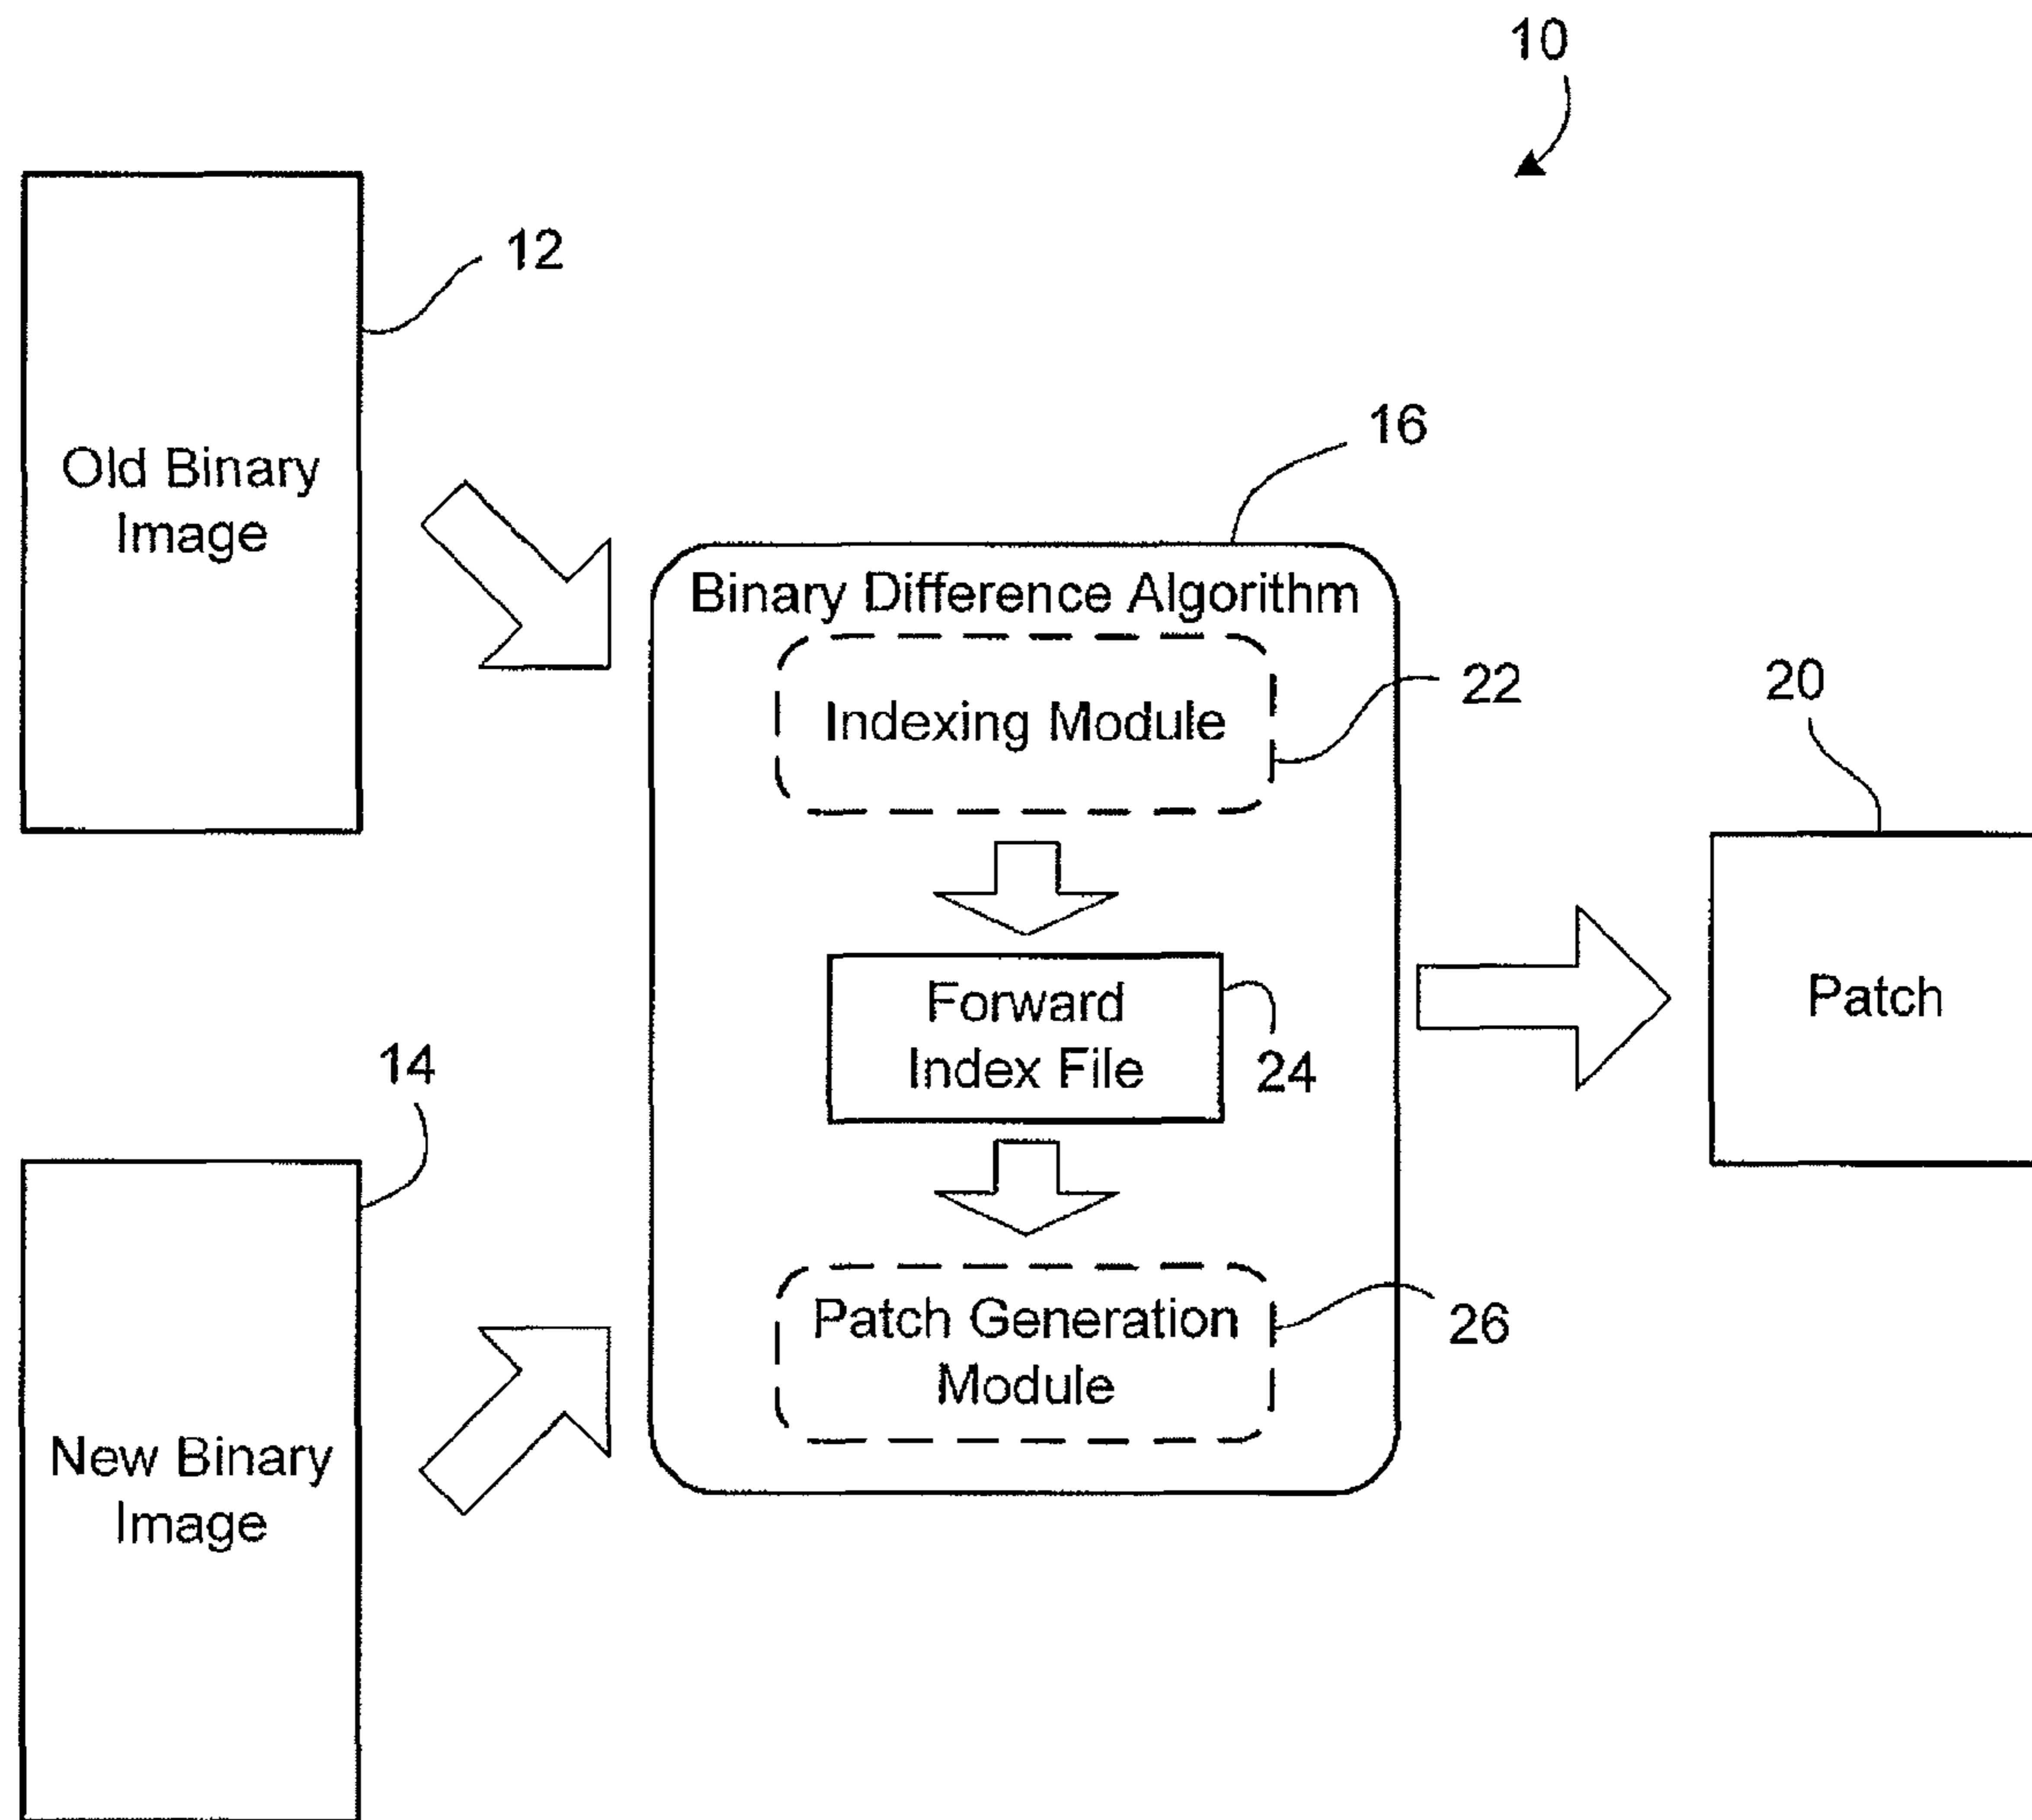 10
12
Old Binary
Image
16
Binary Difference Algorithm
Indexing Module
22
20
Forward
Index File
24
Patch
14
Patch Generation
Module
26
New Binary
Image